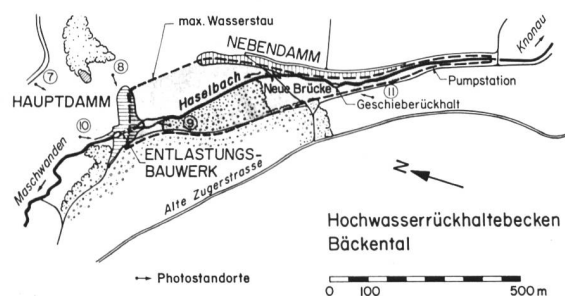 max. Wasserstau
NEBENDAMM
Knonau
⑦
⑧
HAUPTDAMM
Haselbach
Neue Brücke
⑪
Pumpstation
Geschieberückhalt
⑩
⑨
Maschwanden
ENTLASTUNGS-
BAUWERK
Alte Zugerstrasse
N
Hochwasserrückhaltebecken
Bäckental
Photostandorte
0 100 500 m